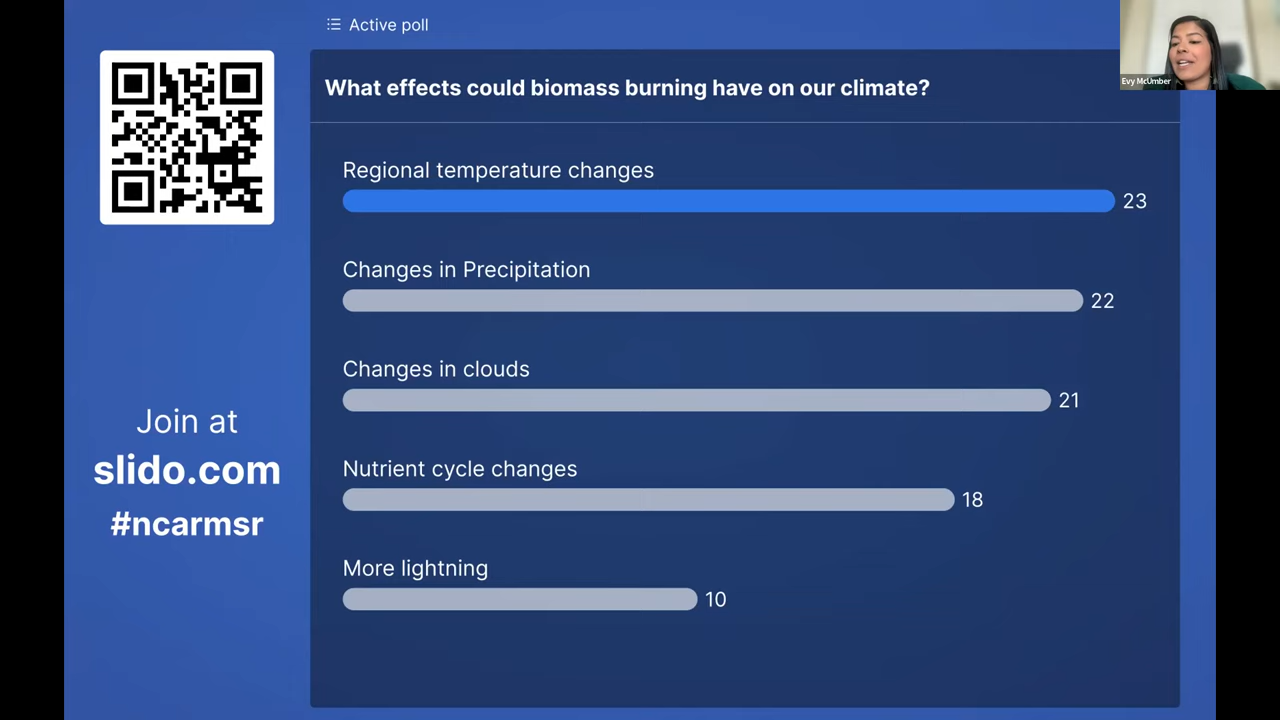 Active poll
Evy McUmber
What effects could biomass burning have on our climate?
Regional temperature changes
23
Changes in Precipitation
22
Changes in clouds
21
Join at
slido.com
#ncarmsr
Nutrient cycle changes
18
More lightning
10